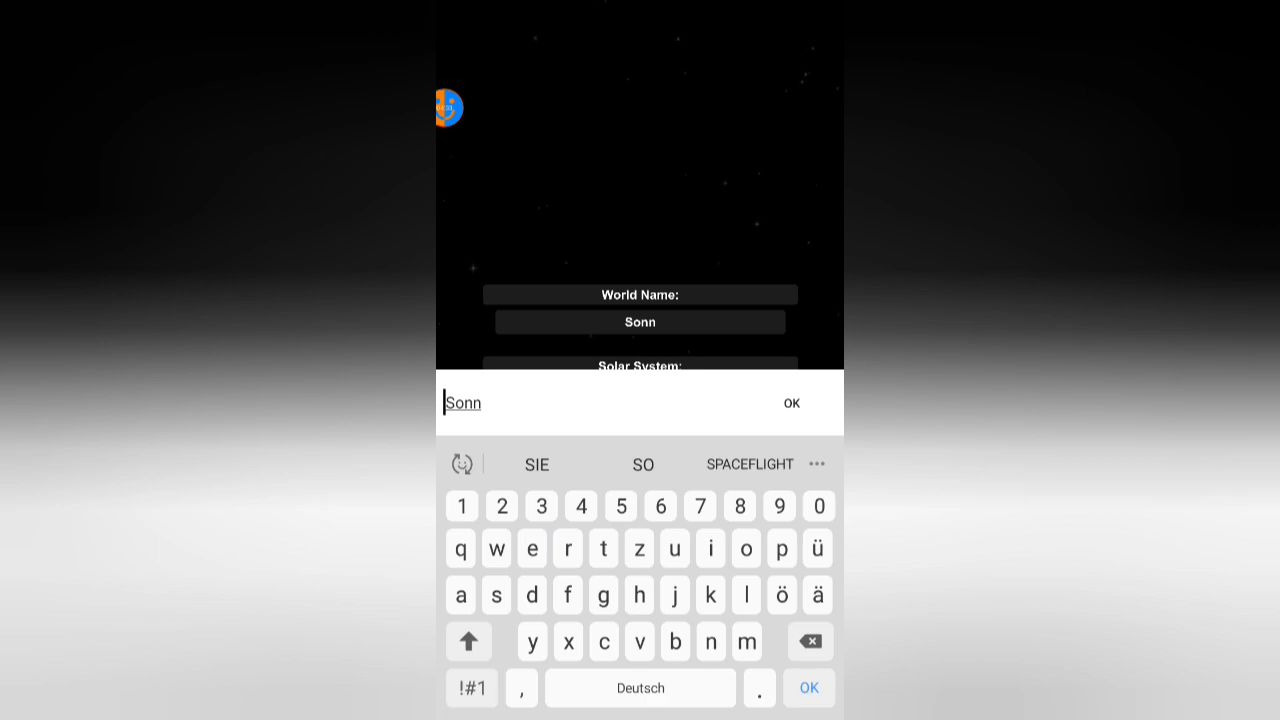 World Name:
Sonn
Solar System:
Sonn
OK
SIE SO SPACEFLIGHT
1 2 3 4 5 6 7 8 9 0
q w e r t z u i o p ü
a s d f g h j k l ö ä
y x c v b n m
!#1 , Deutsch . OK